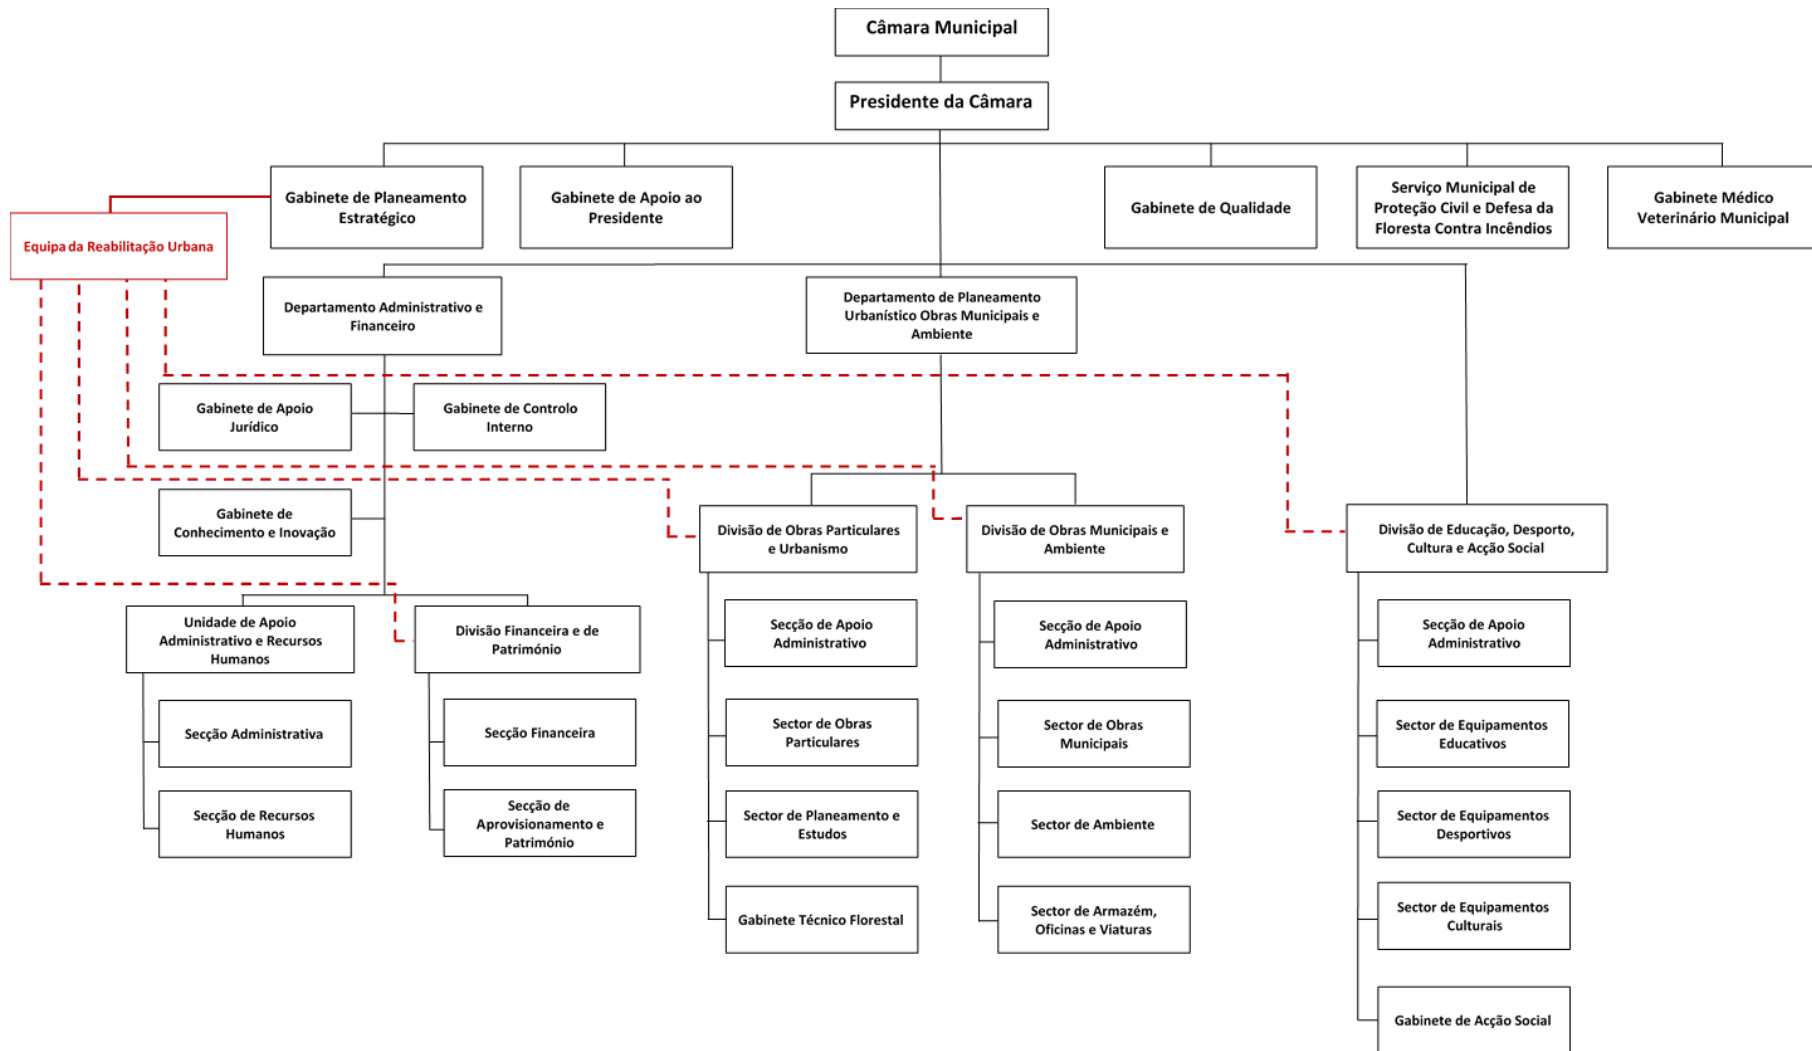 Câmara Municipal
Presidente da Câmara
Gabinete de Planeamento
Estratégico
Gabinete de Apoio ao
Presidente
Gabinete de Qualidade
Serviço Municipal de
Proteção Civil e Defesa da
Floresta Contra Incêndios
Gabinete Médico
Veterinário Municipal
Equipa da Reabilitação Urbana
Departamento Administrativo e
Financeiro
Departamento de Planeamento
Urbanístico Obras Municipais e
Ambiente
Gabinete de Apoio
Jurídico
Gabinete de Controlo
Interno
Gabinete de
Conhecimento e Inovação
Divisão de Obras Particulares
e Urbanismo
Divisão de Obras Municipais e
Ambiente
Divisão de Educação, Desporto,
Cultura e Acção Social
Unidade de Apoio
Administrativo e Recursos
Humanos
Divisão Financeira e de
Património
Secção de Apoio
Administrativo
Secção de Apoio
Administrativo
Secção de Apoio
Administrativo
Secção Administrativa
Secção Financeira
Sector de Obras
Particulares
Sector de Obras
Municipais
Sector de Equipamentos
Educativos
Secção de Recursos
Humanos
Secção de
Aprovisionamento e
Património
Sector de Planeamento e
Estudos
Sector de Ambiente
Sector de Equipamentos
Desportivos
Gabinete Técnico Florestal
Sector de Armazém,
Oficinas e Viaturas
Sector de Equipamentos
Culturais
Gabinete de Acção Social